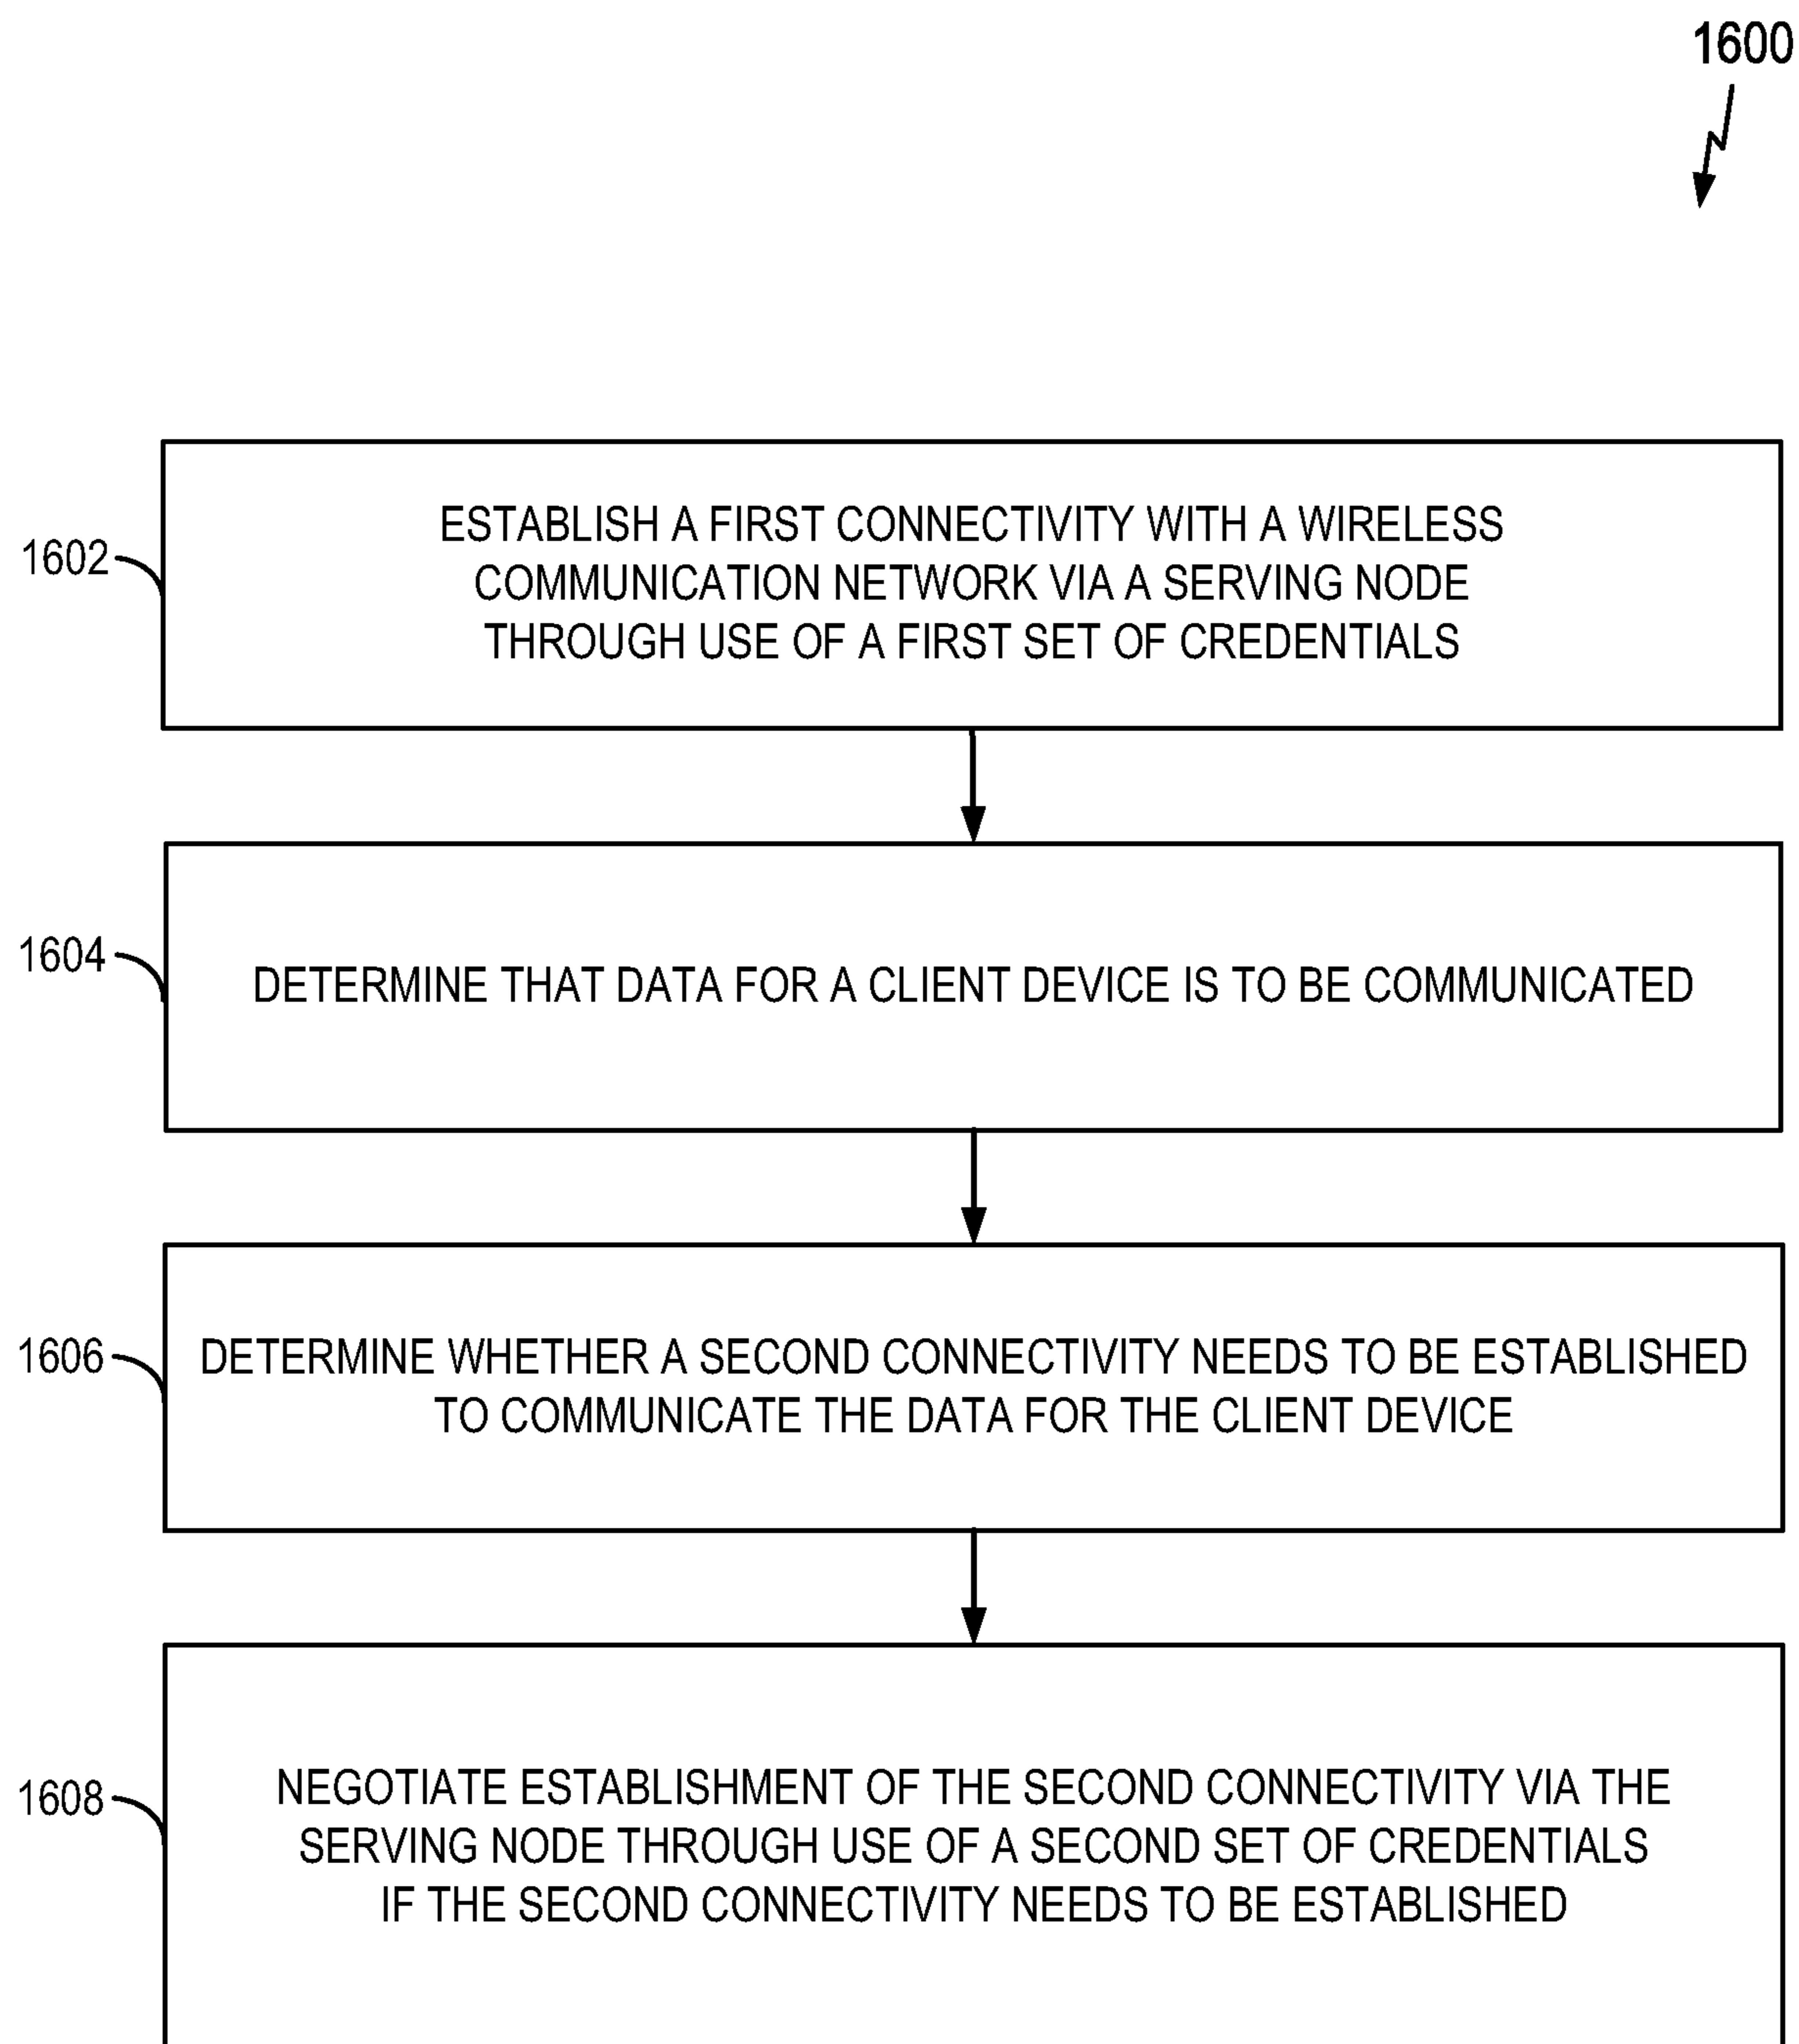 1600
1602
ESTABLISH A FIRST CONNECTIVITY WITH A WIRELESS
COMMUNICATION NETWORK VIA A SERVING NODE
THROUGH USE OF A FIRST SET OF CREDENTIALS
1604
DETERMINE THAT DATA FOR A CLIENT DEVICE IS TO BE COMMUNICATED
1606
DETERMINE WHETHER A SECOND CONNECTIVITY NEEDS TO BE ESTABLISHED
TO COMMUNICATE THE DATA FOR THE CLIENT DEVICE
1608
NEGOTIATE ESTABLISHMENT OF THE SECOND CONNECTIVITY VIA THE
SERVING NODE THROUGH USE OF A SECOND SET OF CREDENTIALS
IF THE SECOND CONNECTIVITY NEEDS TO BE ESTABLISHED